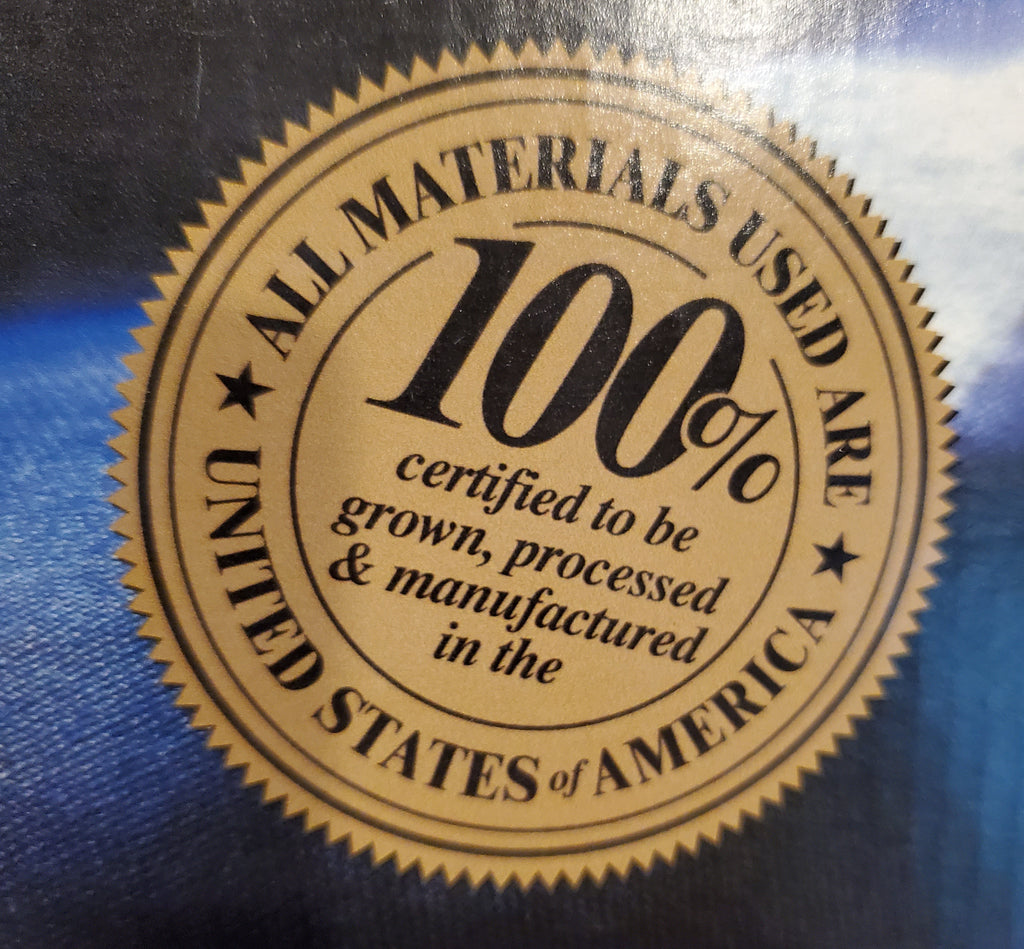 ALL MATERIALS USED ARE
100%
certified to be
grown, processed
& manufactured
in the
UNITED STATES of AMERICA